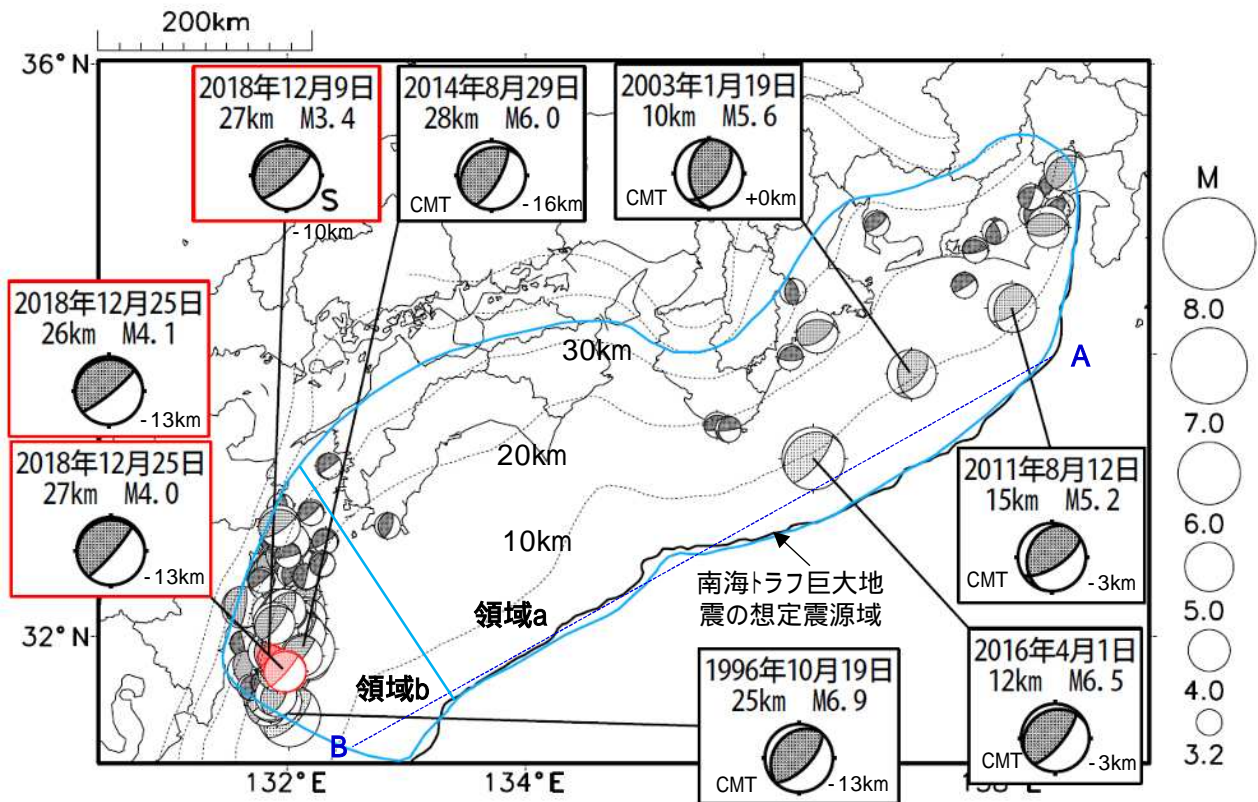 200km
36°N
2018年12月9日
27km M3.4
S
-10km
2014年8月29日
28km M6.0
CMT
-16km
2003年1月19日
10km M5.6
CMT
+0km
M
8.0
7.0
6.0
5.0
4.0
3.2
2018年12月25日
26km M4.1
-13km
2018年12月25日
27km M4.0
-13km
30km
20km
10km
A
2011年8月12日
15km M5.2
CMT
-3km
南海トラフ巨大地
震の想定震源域
領域a
領域b
32°N
B
1996年10月19日
25km M6.9
CMT
-13km
2016年4月1日
12km M6.5
CMT
-3km
132°E
134°E